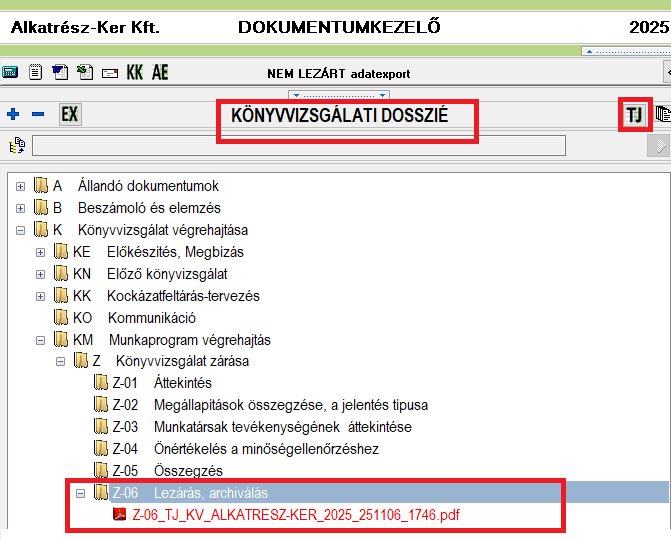 Alkatrész-Ker Kft. DOKUMENTUMKEZELŐ 2025
KK AE NEM LEZÁRT adatexport
EX KÖNYVVIZSGÁLATI DOSSZIÉ TJ
A Állandó dokumentumok
B Beszámoló és elemzés
K Könyvvizsgálat végrehajtása
KE Előkészítés, Megbizás
KN Előző könyvizsgálat
KK Kockázatfeltárás-tervezés
KO Kommunikáció
KM Munkaprogram végrehajtás
Z Könyvvizsgálat zárása
Z-01 Áttekintés
Z-02 Megállapítások összegzése, a jelentés típusa
Z-03 Munkatársak tevékenységének áttekintése
Z-04 Önértékelés a minőségellenőrzéshez
Z-05 Összegzés
Z-06 Lezárás, archiválás
Z-06_TJ_KV_ALKATRESZ-KER_2025_251106_1746.pdf